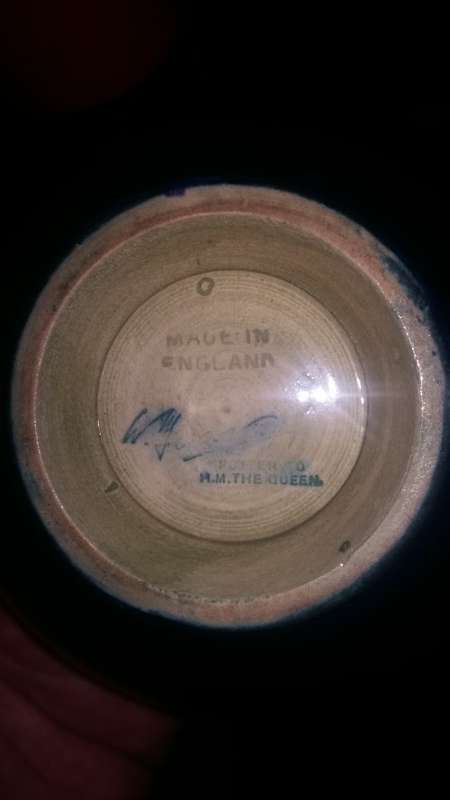 MADE IN
ENGLAND
W. M
POTTER TO
H.M. THE QUEEN.